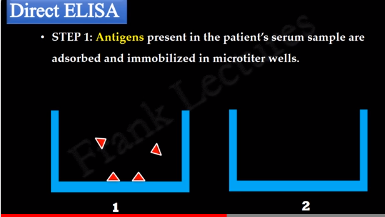 Direct ELISA
• STEP 1: Antigens present in the patient's serum sample are
adsorbed and immobilized in microtiter wells.
Frank Lectures
1
2